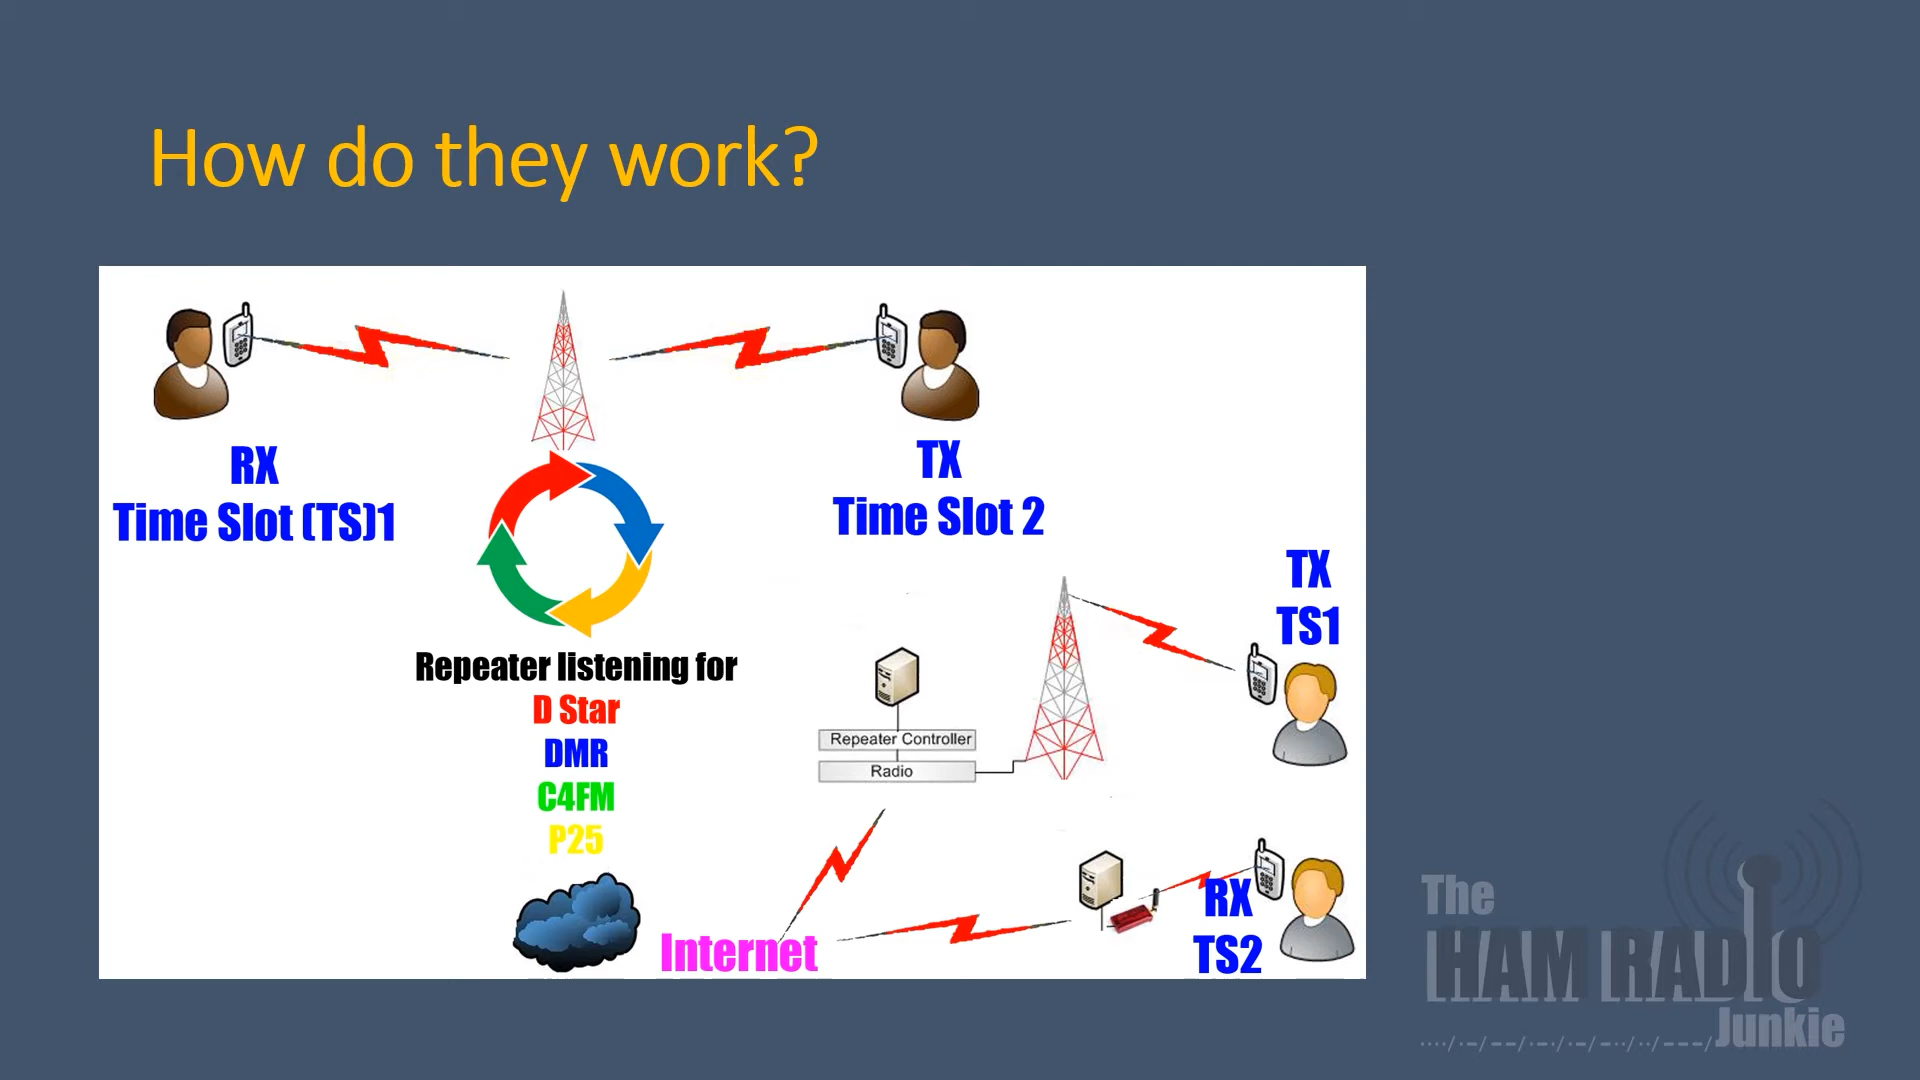 How do they work?
RX
Time Slot (TS)1
TX
Time Slot 2
TX
TS1
Repeater listening for
D Star
DMR
C4FM
P25
Repeater Controller
Radio
Internet
RX
TS2
The
HAM RADIO
Junkie
····/·−/−−/·−·/·−/−··/··/−−−/